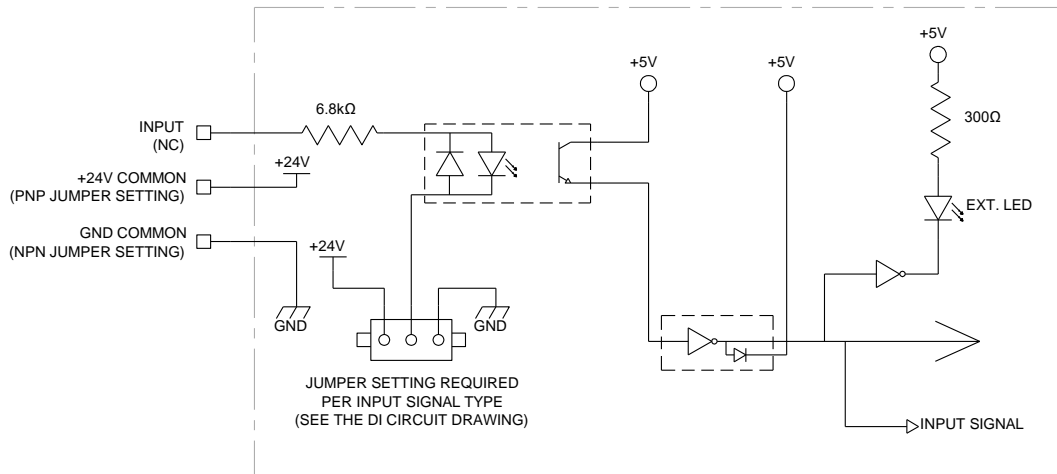 +5V
+5V
+5V
6.8kΩ
300Ω
INPUT
(NC)
+24V
+24V COMMON
(PNP JUMPER SETTING)
EXT. LED
GND COMMON
(NPN JUMPER SETTING)
+24V
GND
GND
JUMPER SETTING REQUIRED
PER INPUT SIGNAL TYPE
(SEE THE DI CIRCUIT DRAWING)
INPUT SIGNAL